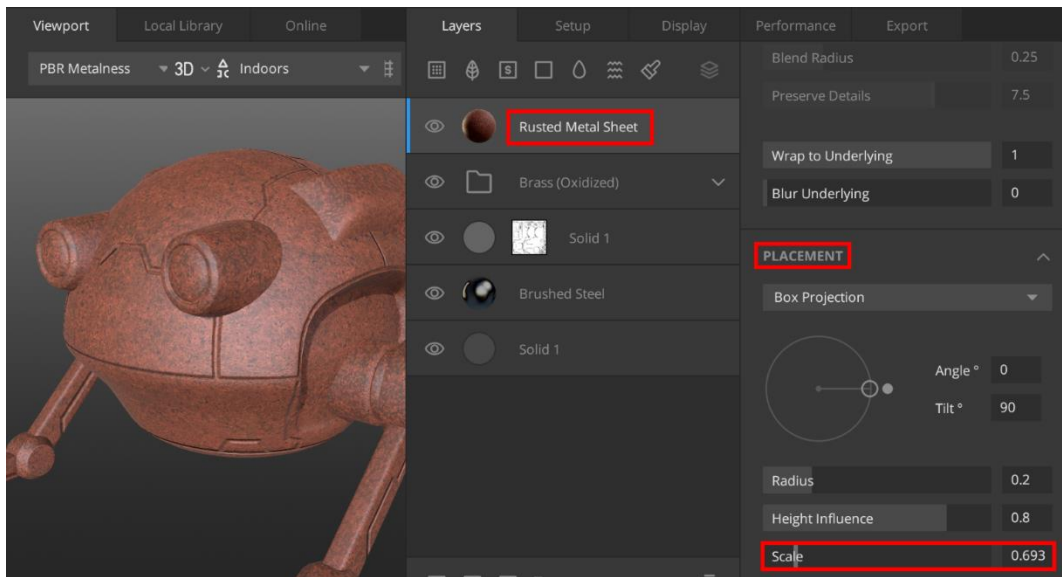 Viewport Local Library Online
PBR Metalness 3D Indoors
Layers Setup Display
S
Rusted Metal Sheet
Brass (Oxidized)
Solid 1
Brushed Steel
Solid 1
Performance Export
Blend Radius 0.25
Preserve Details 7.5
Wrap to Underlying 1
Blur Underlying 0
PLACEMENT
Box Projection
Angle ° 0
Tilt ° 90
Radius 0.2
Height Influence 0.8
Scale 0.693